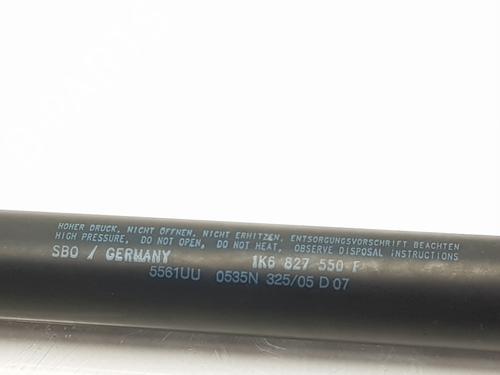 HOHER DRUCK, NICHT ÖFFNEN, NICHT ERHITZEN, ENTSORGUNGSVORSCHRIFT BEACHTEN
HIGH PRESSURE, DO NOT OPEN, DO NOT HEAT, OBSERVE DISPOSAL INSTRUCTIONS
SBO / GERMANY 1K6 827 550 F
5561UU 0535N 325/05 D 07